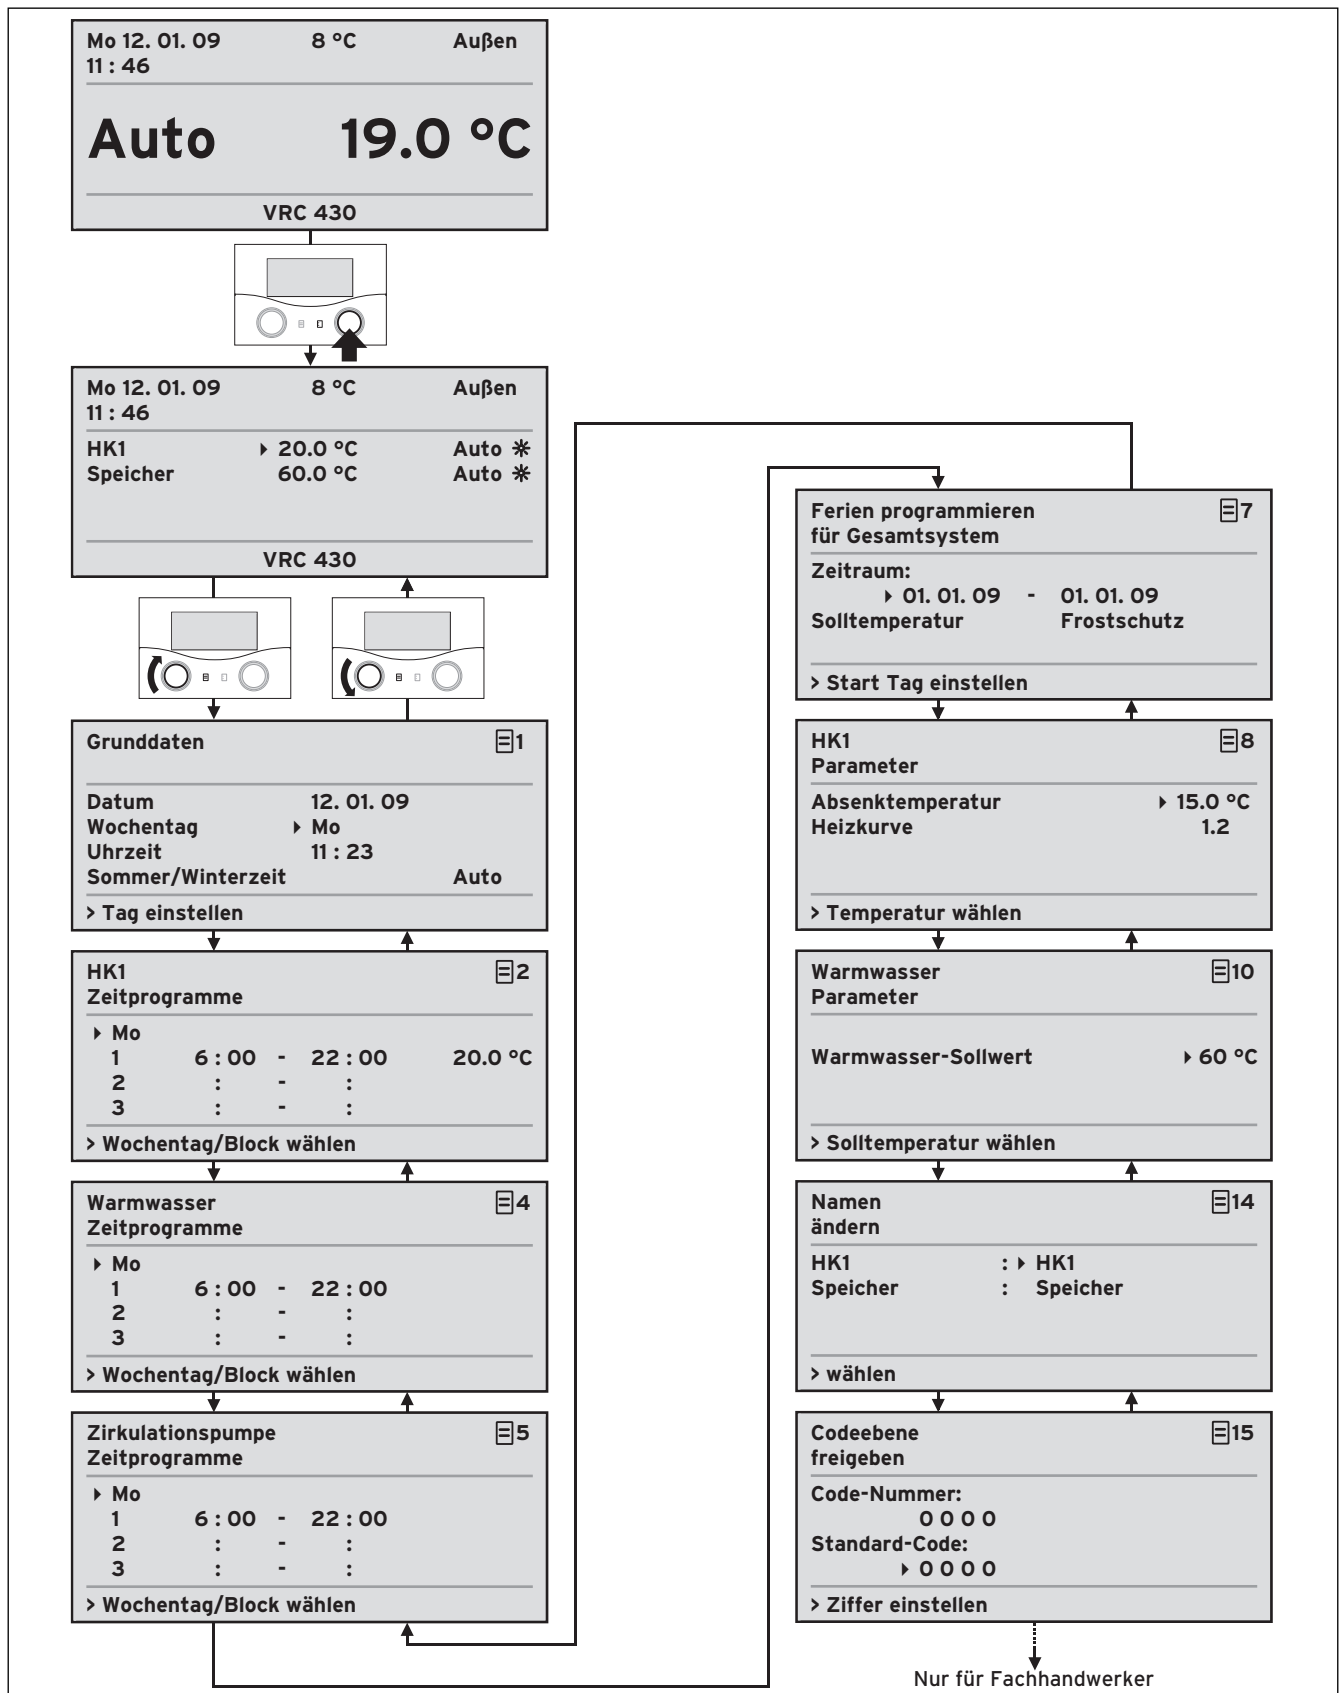 Mo 12. 01. 09 8 °C Außen
11 : 46
Auto 19.0 °C
VRC 430
Mo 12. 01. 09 8 °C Außen
11 : 46
HK1 20.0 °C Auto
Speicher 60.0 °C Auto
VRC 430
Grunddaten 1
Datum 12. 01. 09
Wochentag Mo
Uhrzeit 11 : 23
Sommer/Winterzeit Auto
> Tag einstellen
HK1 2
Zeitprogramme
Mo
1 6 : 00 - 22 : 00 20.0 °C
2 : - :
3 : - :
> Wochentag/Block wählen
Warmwasser 4
Zeitprogramme
Mo
1 6 : 00 - 22 : 00
2 : - :
3 : - :
> Wochentag/Block wählen
Zirkulationspumpe 5
Zeitprogramme
Mo
1 6 : 00 - 22 : 00
2 : - :
3 : - :
> Wochentag/Block wählen
Ferien programmieren 7
für Gesamtsystem
Zeitraum:
01. 01. 09 - 01. 01. 09
Solltemperatur Frostschutz
> Start Tag einstellen
HK1 8
Parameter
Absenktemperatur 15.0 °C
Heizkurve 1.2
> Temperatur wählen
Warmwasser 10
Parameter
Warmwasser-Sollwert 60 °C
> Solltemperatur wählen
Namen 14
ändern
HK1 : HK1
Speicher : Speicher
> wählen
Codeebene 15
freigeben
Code-Nummer:
0 0 0 0
Standard-Code:
0 0 0 0
> Ziffer einstellen
Nur für Fachhandwerker